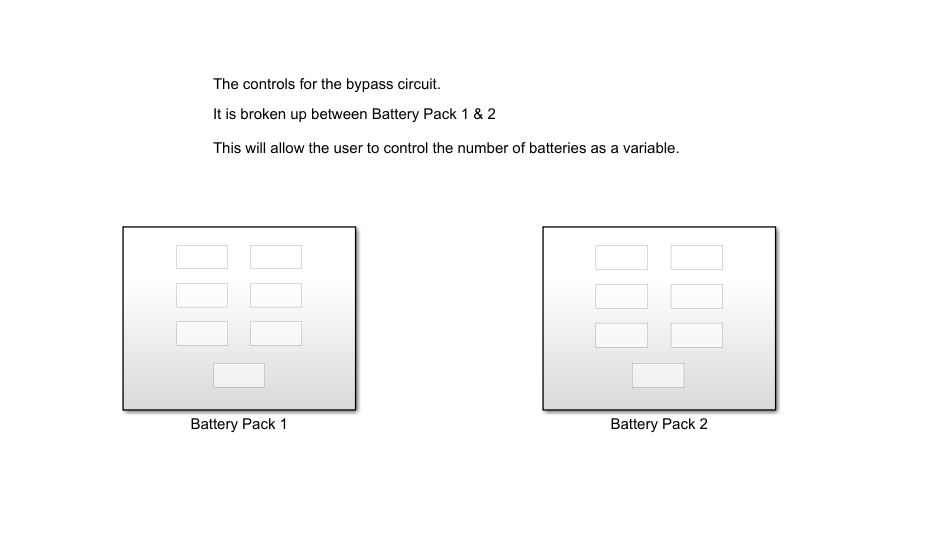 The controls for the bypass circuit.
It is broken up between Battery Pack 1 & 2
This will allow the user to control the number of batteries as a variable.
Battery Pack 1
Battery Pack 2